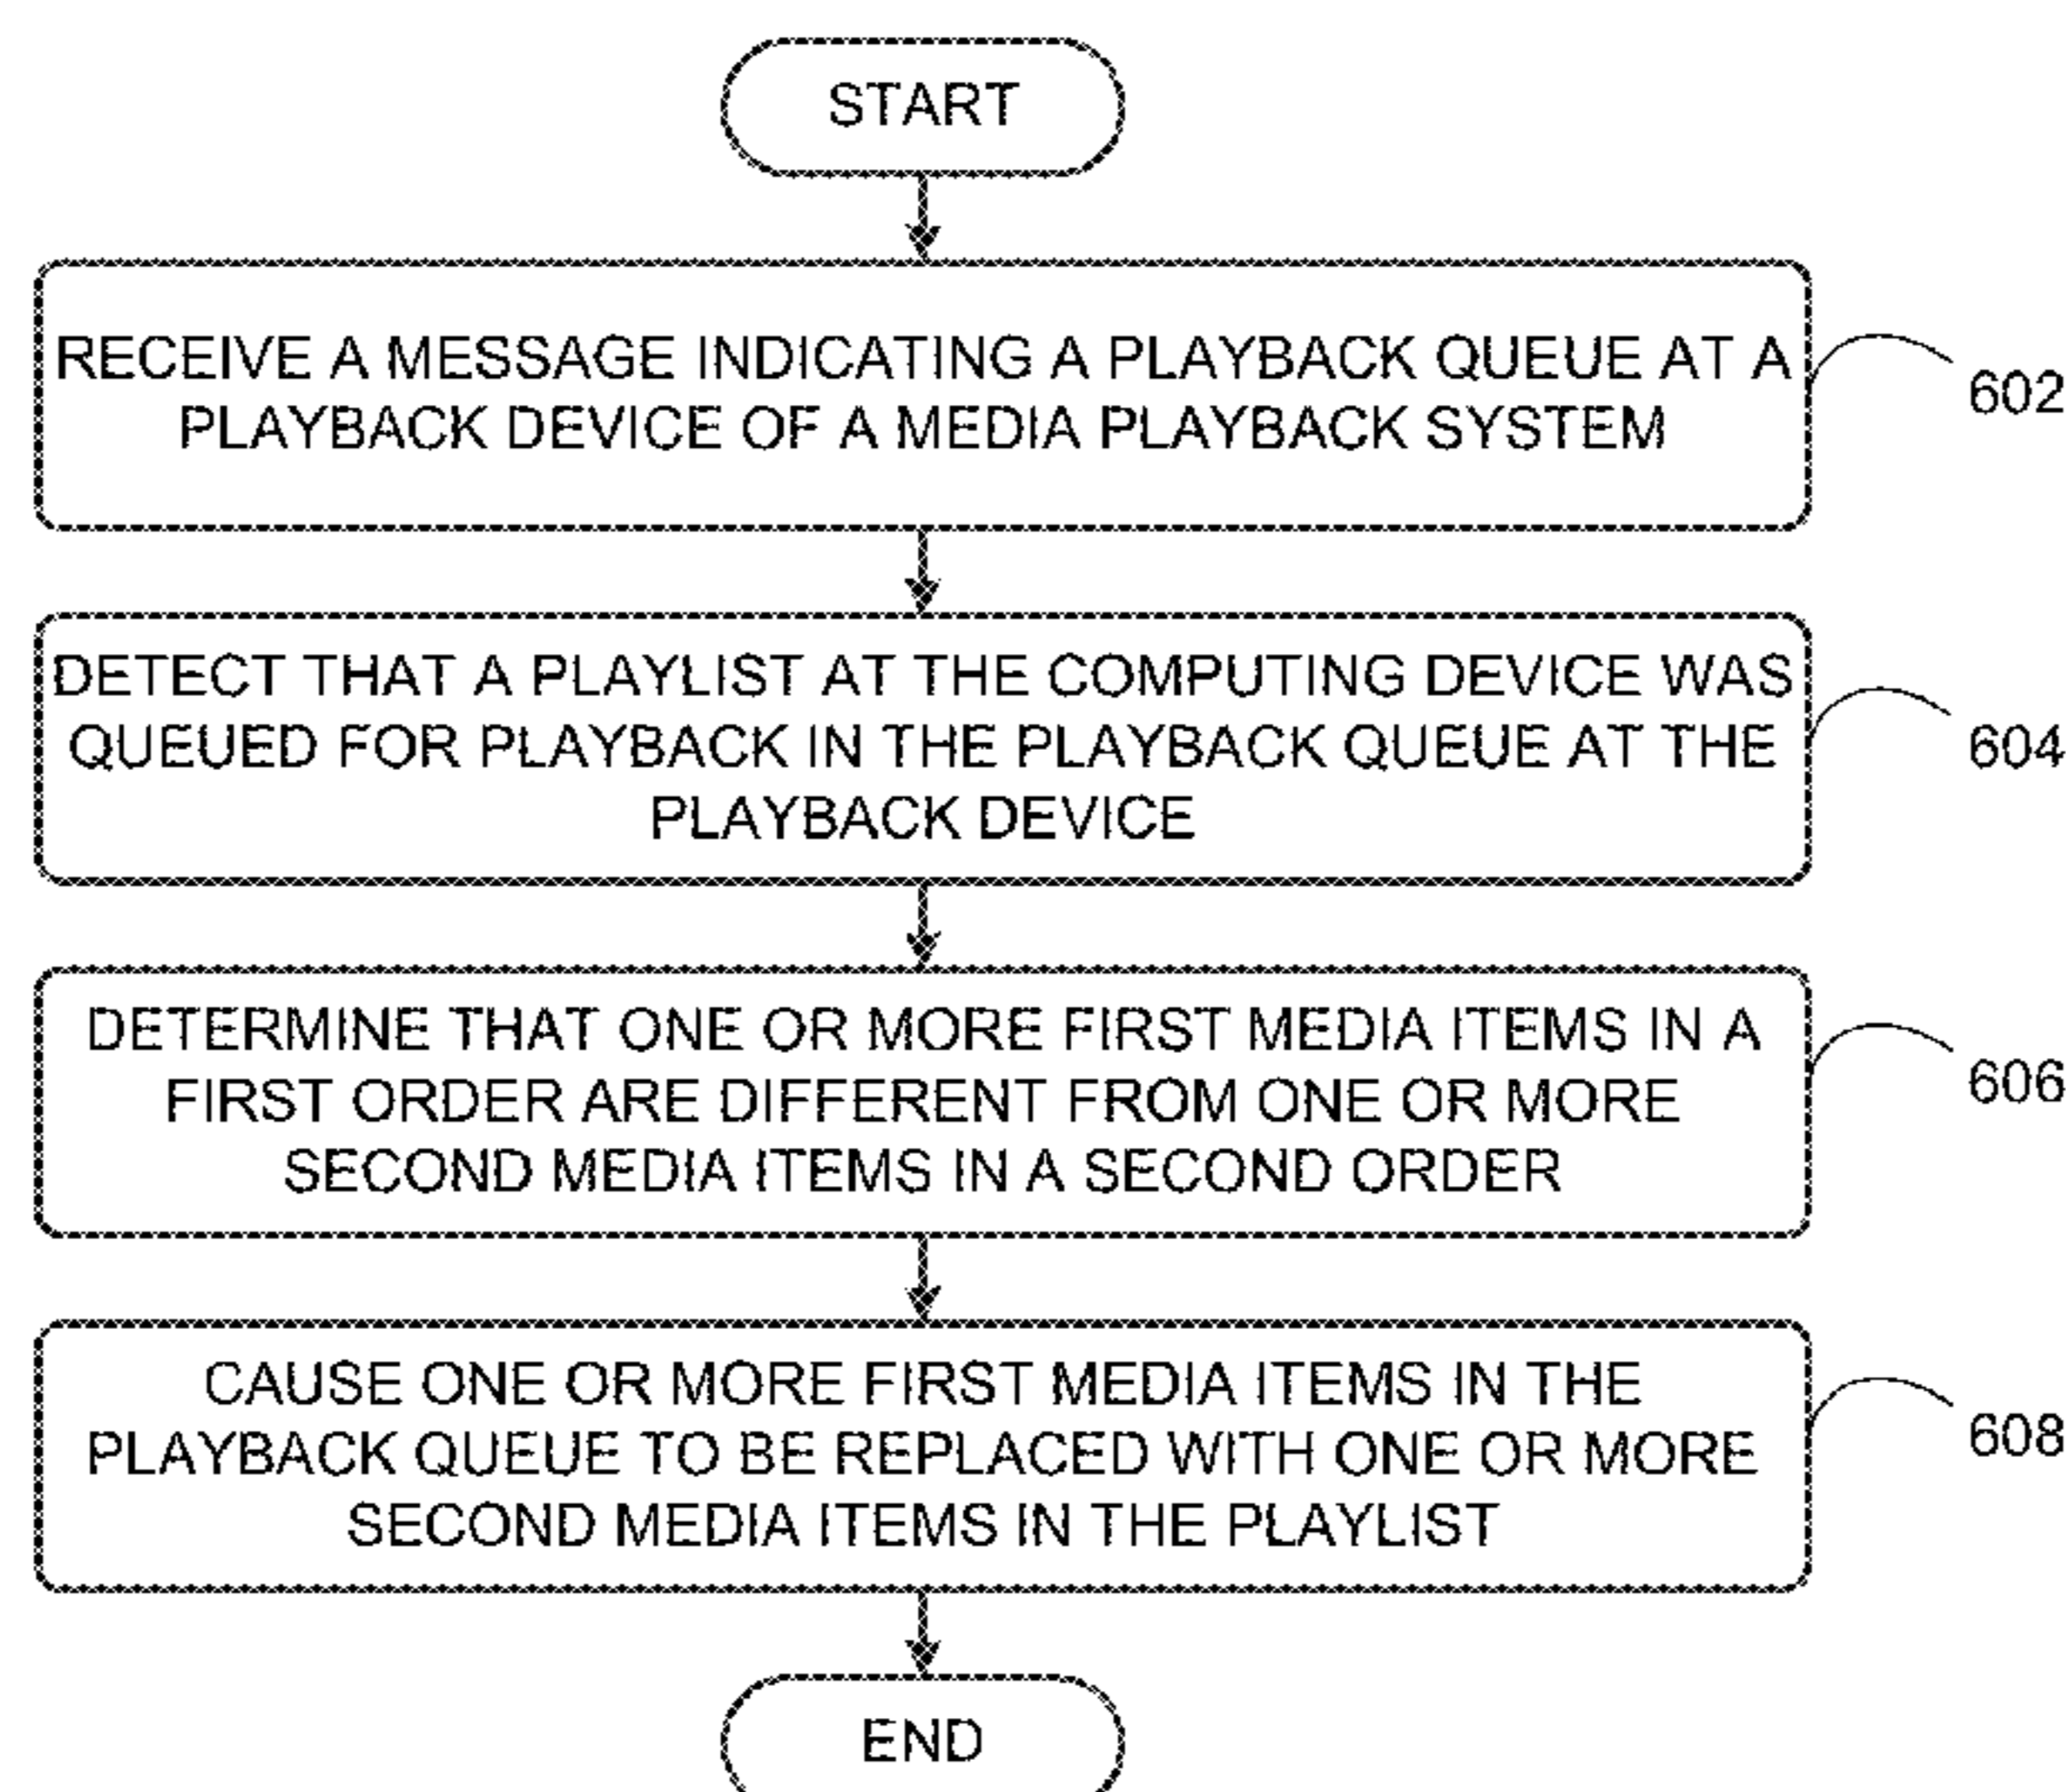 START
RECEIVE A MESSAGE INDICATING A PLAYBACK QUEUE AT A
PLAYBACK DEVICE OF A MEDIA PLAYBACK SYSTEM
602
DETECT THAT A PLAYLIST AT THE COMPUTING DEVICE WAS
QUEUED FOR PLAYBACK IN THE PLAYBACK QUEUE AT THE
PLAYBACK DEVICE
604
DETERMINE THAT ONE OR MORE FIRST MEDIA ITEMS IN A
FIRST ORDER ARE DIFFERENT FROM ONE OR MORE
SECOND MEDIA ITEMS IN A SECOND ORDER
606
CAUSE ONE OR MORE FIRST MEDIA ITEMS IN THE
PLAYBACK QUEUE TO BE REPLACED WITH ONE OR MORE
SECOND MEDIA ITEMS IN THE PLAYLIST
608
END